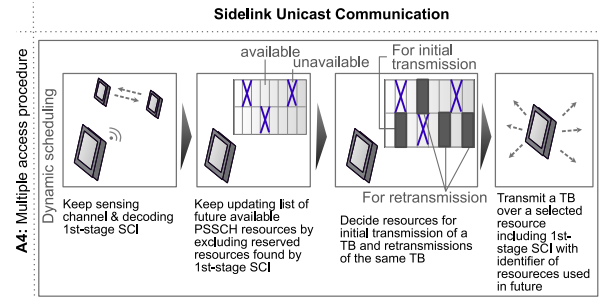 Sidelink Unicast Communication
A4: Multiple access procedure
Dynamic scheduling
available
unavailable
For initial
transmission
For retransmission
Keep sensing
channel & decoding
1st-stage SCI
Keep updating list of
future available
PSSCH resources by
excluding reserved
resources found by
1st-stage SCI
Decide resources for
initial transmission of a
TB and retransmissions
of the same TB
Transmit a TB
over a selected
resource
including 1st-
stage SCI with
identifier of
resoureces used
in future